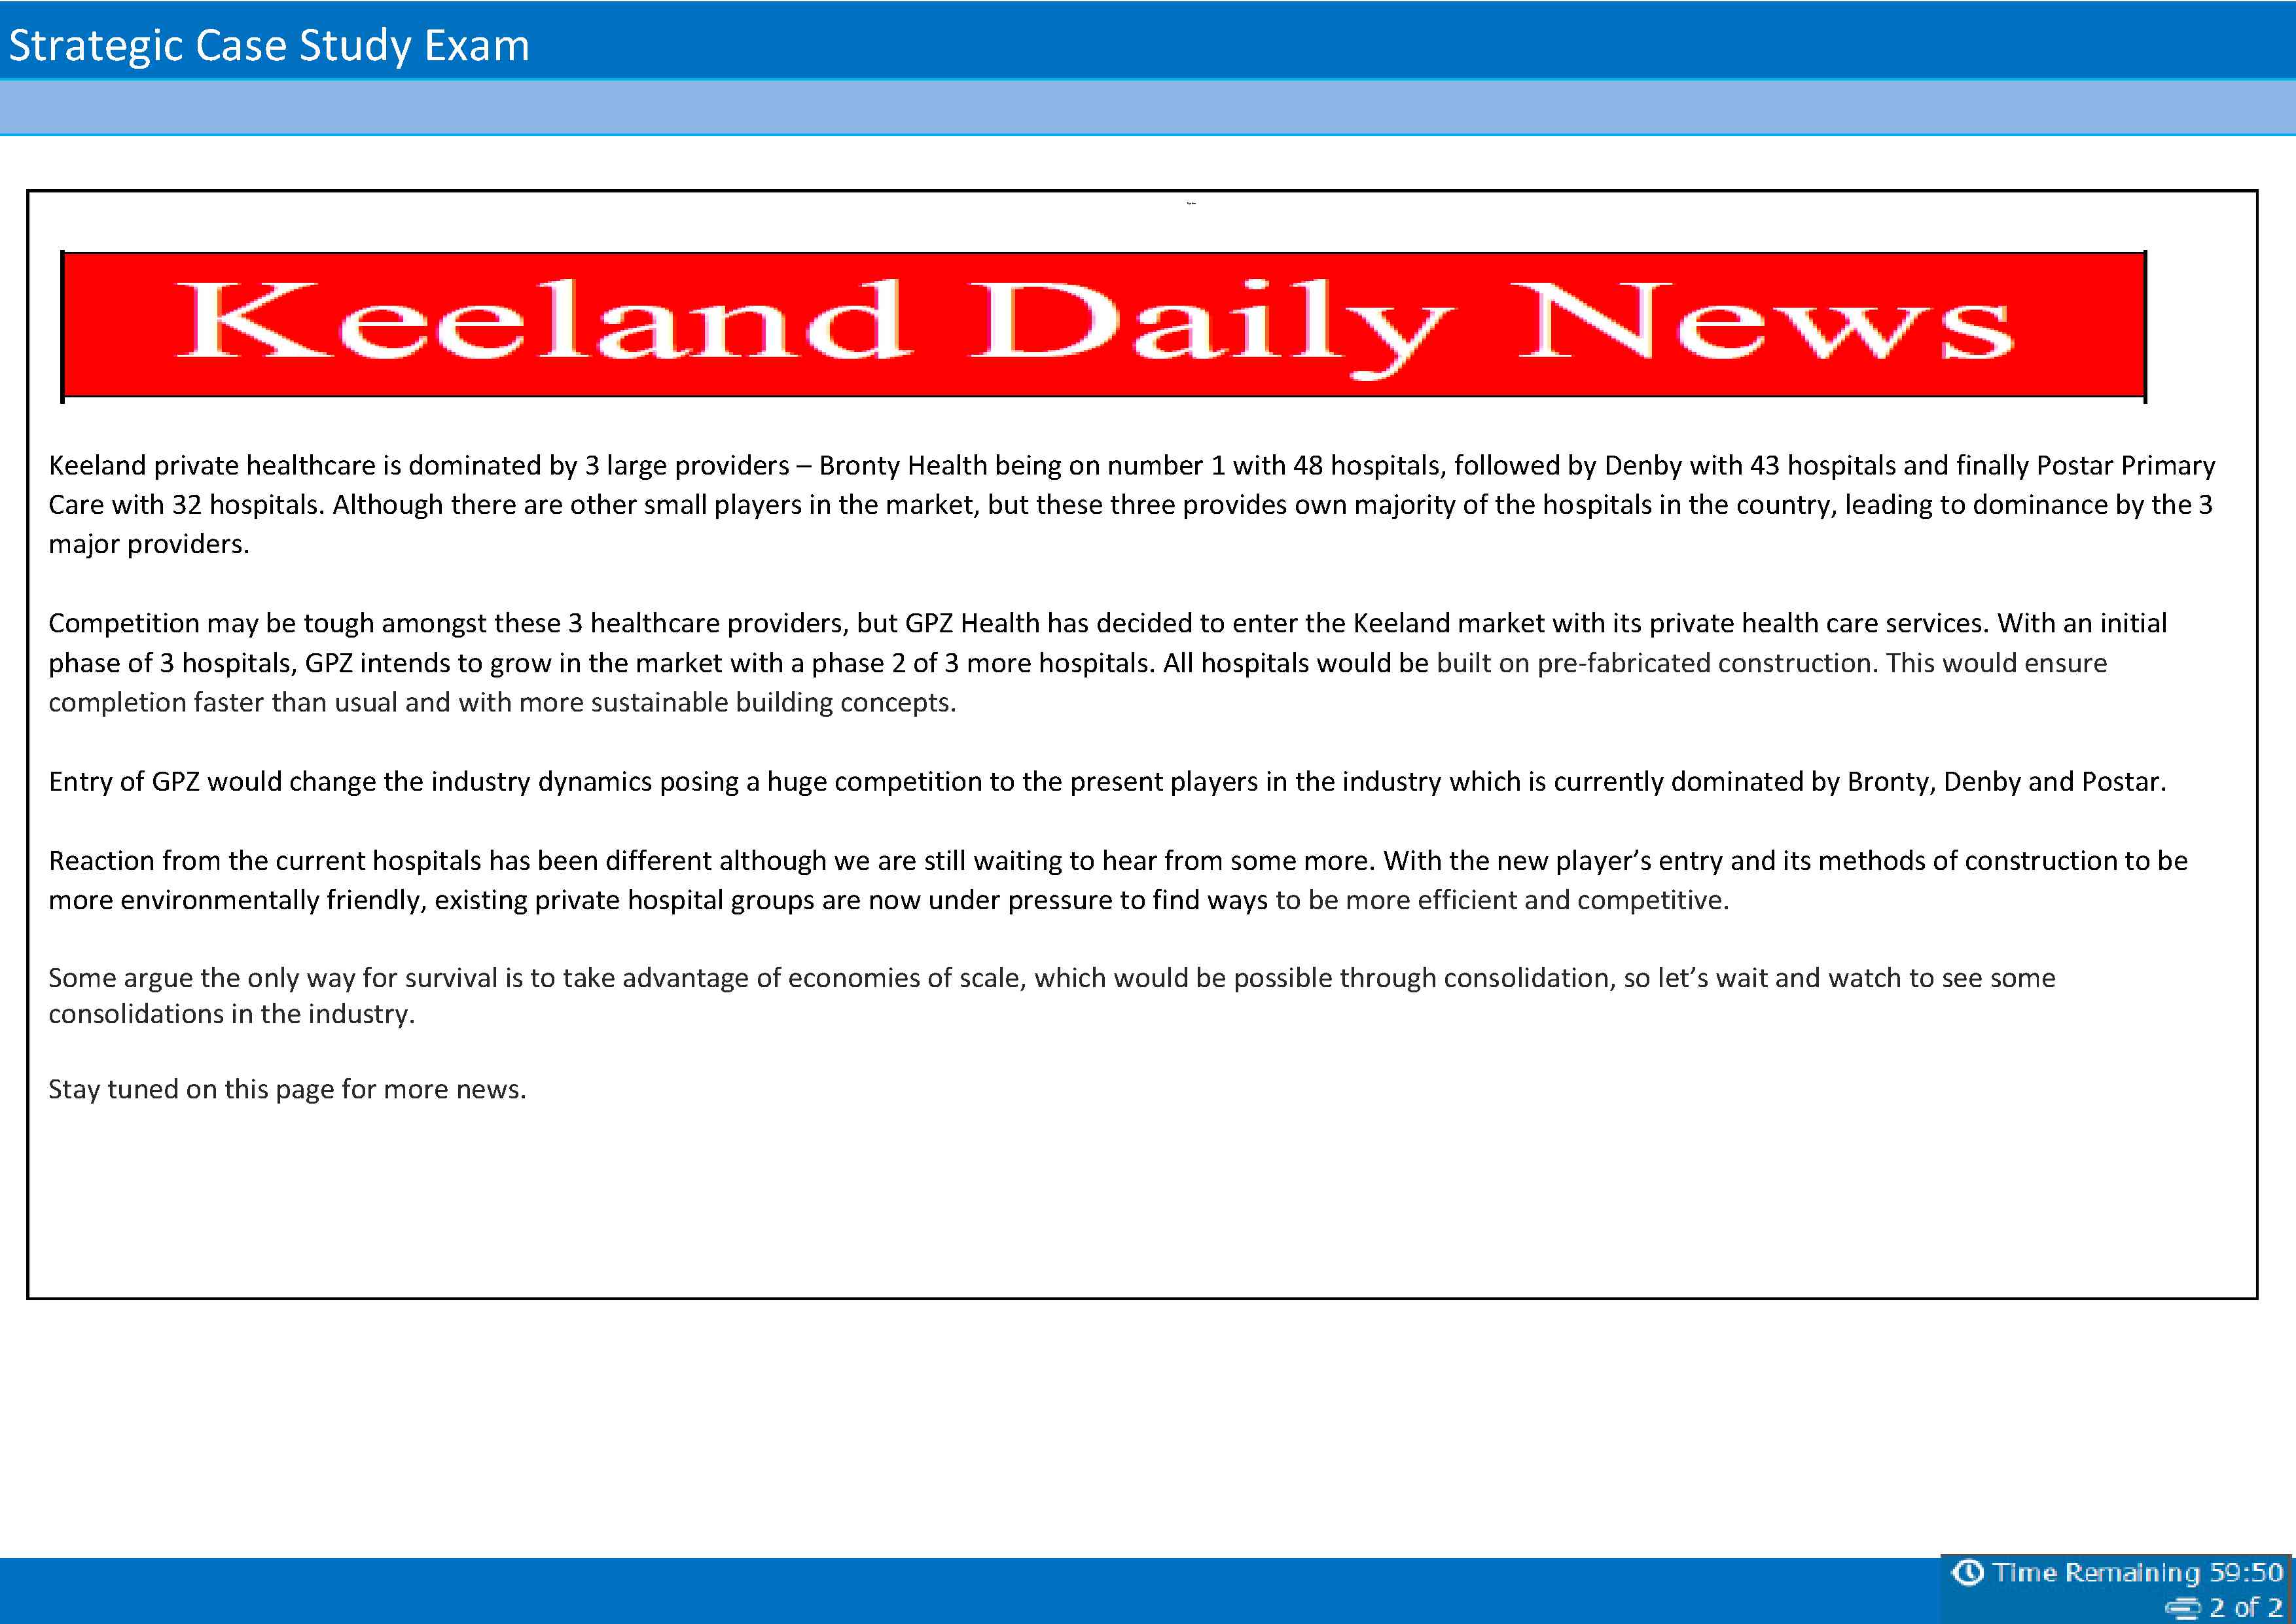 Strategic Case Study Exam
Keeland Daily News
Keeland private healthcare is dominated by 3 large providers – Bronty Health being on number 1 with 48 hospitals, followed by Denby with 43 hospitals and finally Postar Primary
Care with 32 hospitals. Although there are other small players in the market, but these three provides own majority of the hospitals in the country, leading to dominance by the 3
major providers.
Competition may be tough amongst these 3 healthcare providers, but GPZ Health has decided to enter the Keeland market with its private health care services. With an initial
phase of 3 hospitals, GPZ intends to grow in the market with a phase 2 of 3 more hospitals. All hospitals would be built on pre-fabricated construction. This would ensure
completion faster than usual and with more sustainable building concepts.
Entry of GPZ would change the industry dynamics posing a huge competition to the present players in the industry which is currently dominated by Bronty, Denby and Postar.
Reaction from the current hospitals has been different although we are still waiting to hear from some more. With the new player’s entry and its methods of construction to be
more environmentally friendly, existing private hospital groups are now under pressure to find ways to be more efficient and competitive.
Some argue the only way for survival is to take advantage of economies of scale, which would be possible through consolidation, so let’s wait and watch to see some
consolidations in the industry.
Stay tuned on this page for more news.
Time Remaining 59:50
2 of 2